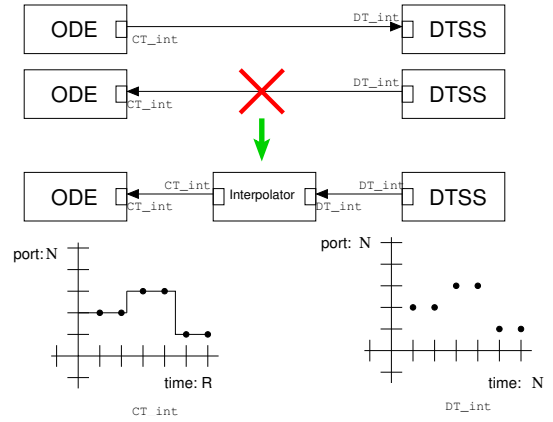 ODE CT_int DT_int DTSS
ODE CT_int DT_int DTSS
ODE CT_int CT_int Interpolator DT_int DT_int DTSS
port: N
port: N
time: R
time: N
CT int
DT_int